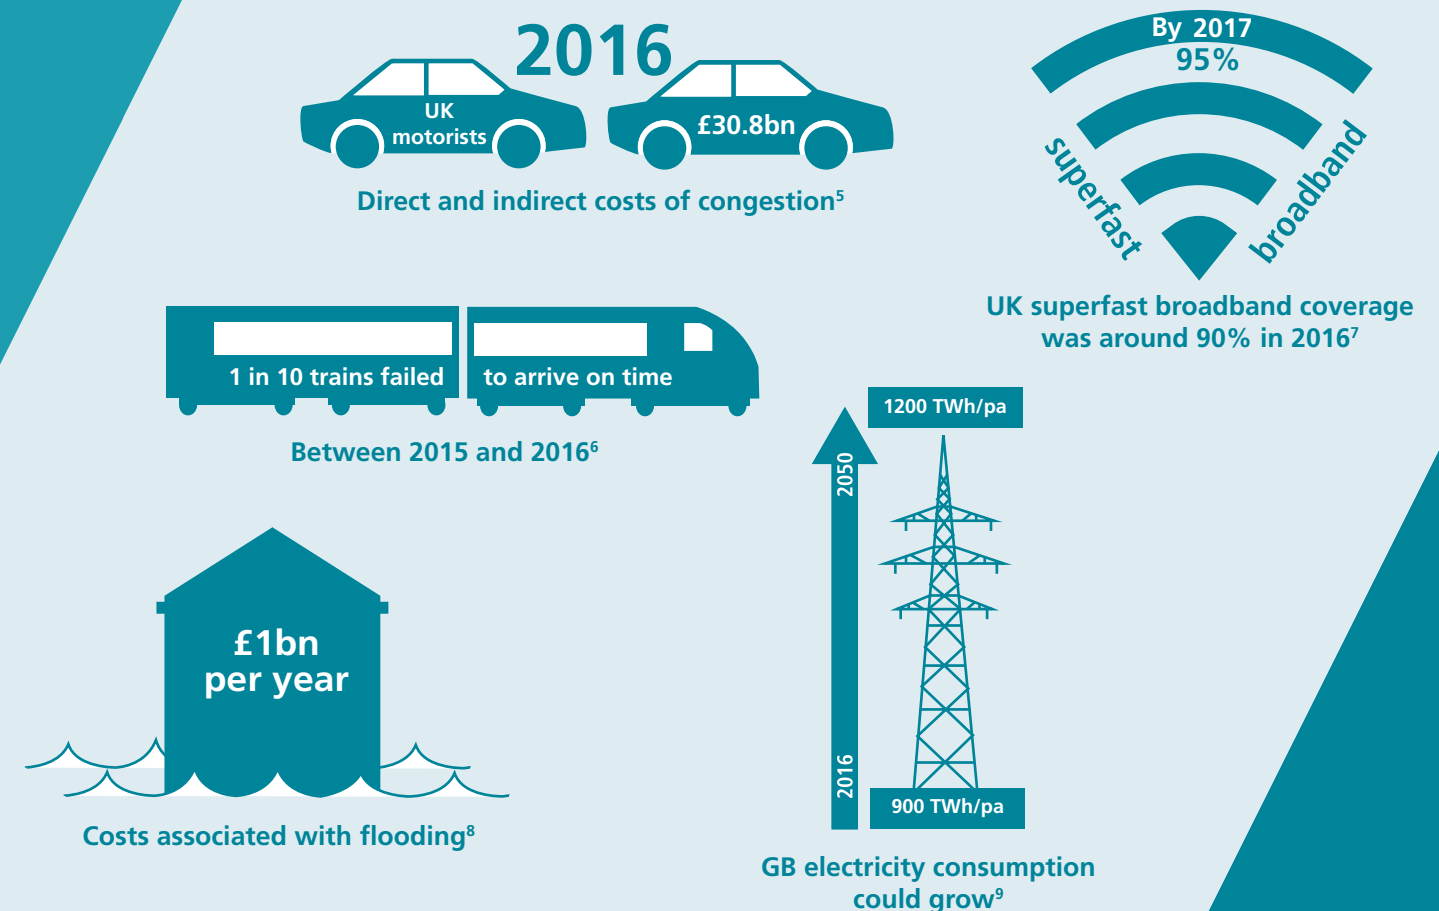 2016
UK
motorists
£30.8bn
Direct and indirect costs of congestion⁵
By 2017
95%
superfast
broadband
UK superfast broadband coverage
was around 90% in 2016⁷
1 in 10 trains failed
to arrive on time
Between 2015 and 2016⁶
1200 TWh/pa
2050
2016
900 TWh/pa
GB electricity consumption
could grow⁹
£1bn
per year
Costs associated with flooding⁸